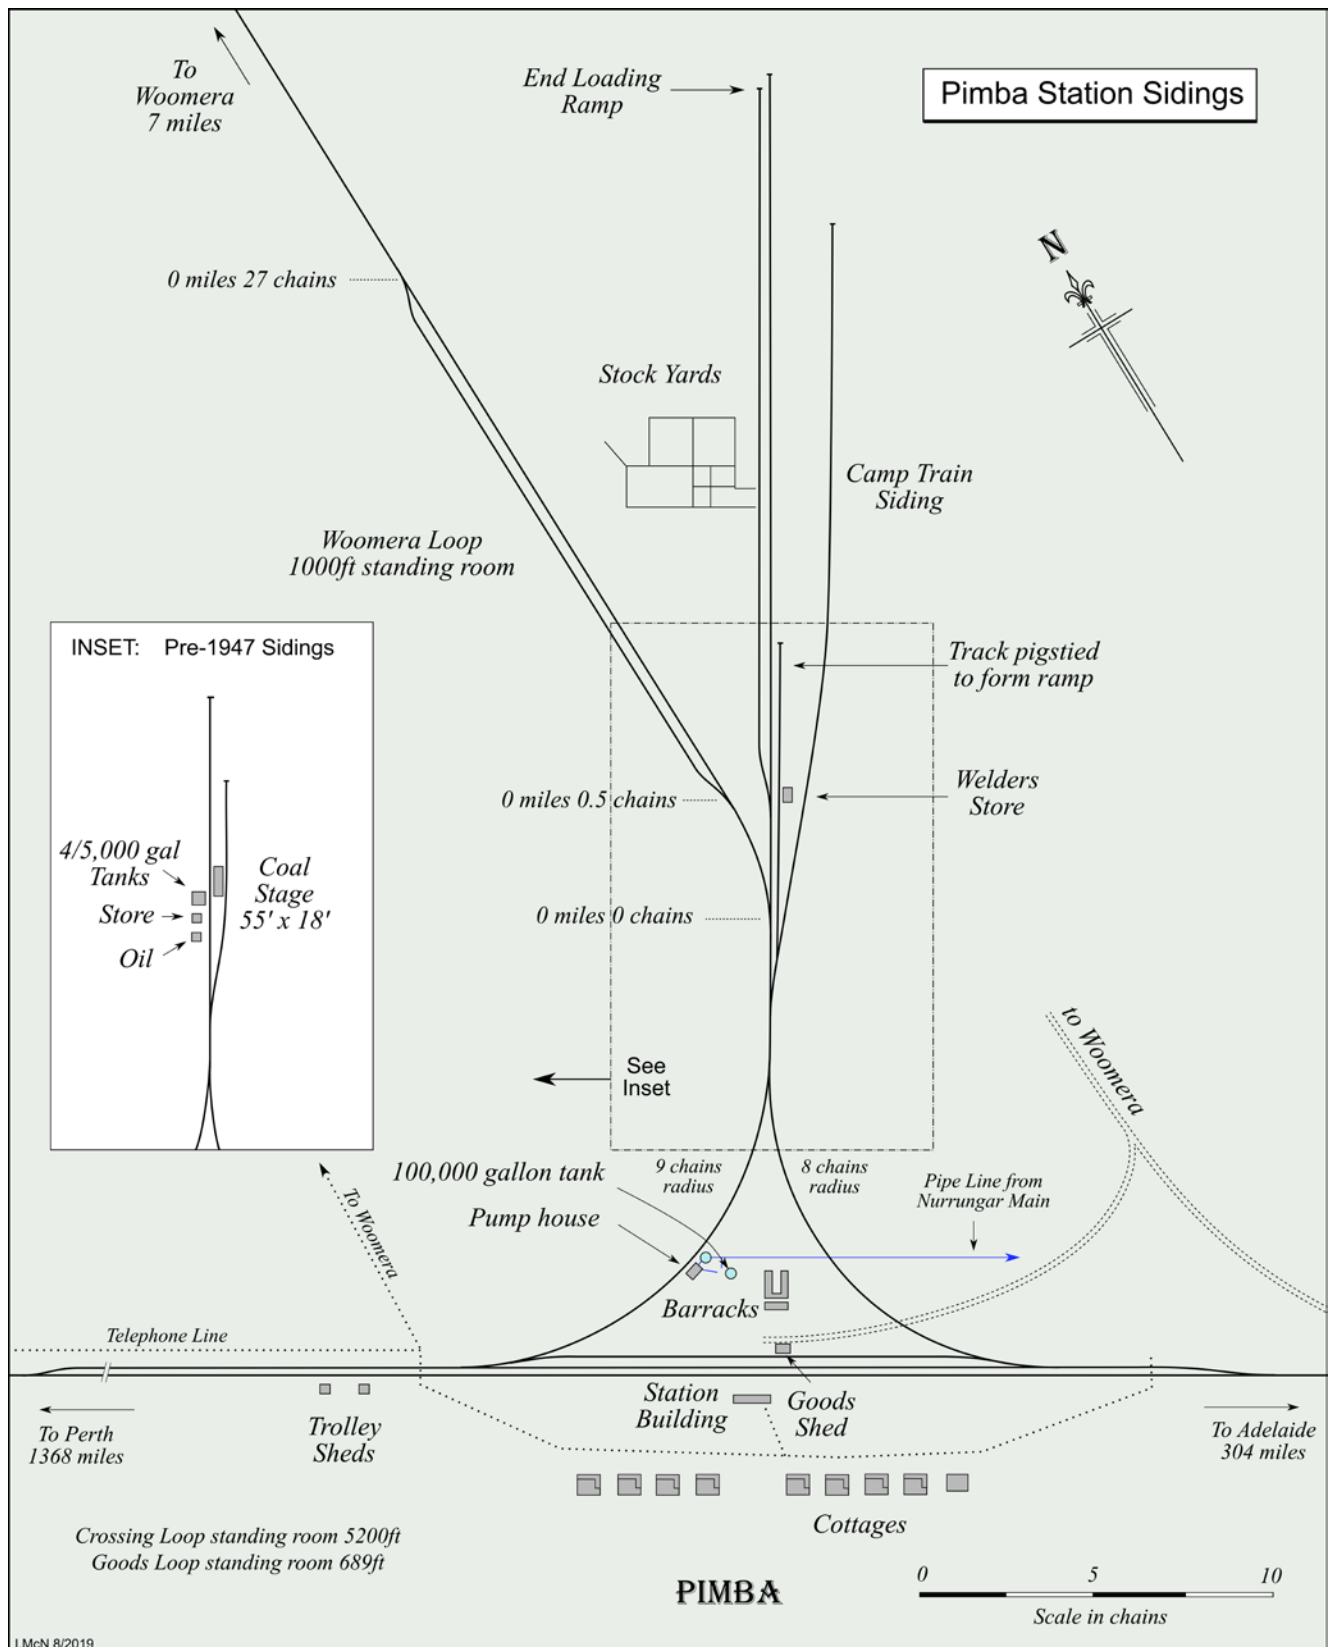 Pimba Station Sidings
To
Woomera
7 miles
End Loading
Ramp
N
0 miles 27 chains
Stock Yards
Camp Train
Siding
Woomera Loop
1000ft standing room
INSET: Pre-1947 Sidings
Track pigstied
to form ramp
Welders
Store
0 miles 0.5 chains
4/5,000 gal
Tanks
Store
Oil
Coal
Stage
55' x 18'
0 miles 0 chains
See
Inset
to Woomera
100,000 gallon tank
9 chains
radius
8 chains
radius
Pipe Line from
Nurrungar Main
Pump house
To Woomera
Barracks
Telephone Line
Station
Building
Goods
Shed
Trolley
Sheds
To Perth
1368 miles
To Adelaide
304 miles
Cottages
Crossing Loop standing room 5200ft
Goods Loop standing room 689ft
PIMBA
0 5 10
Scale in chains
J.McN 8/2019